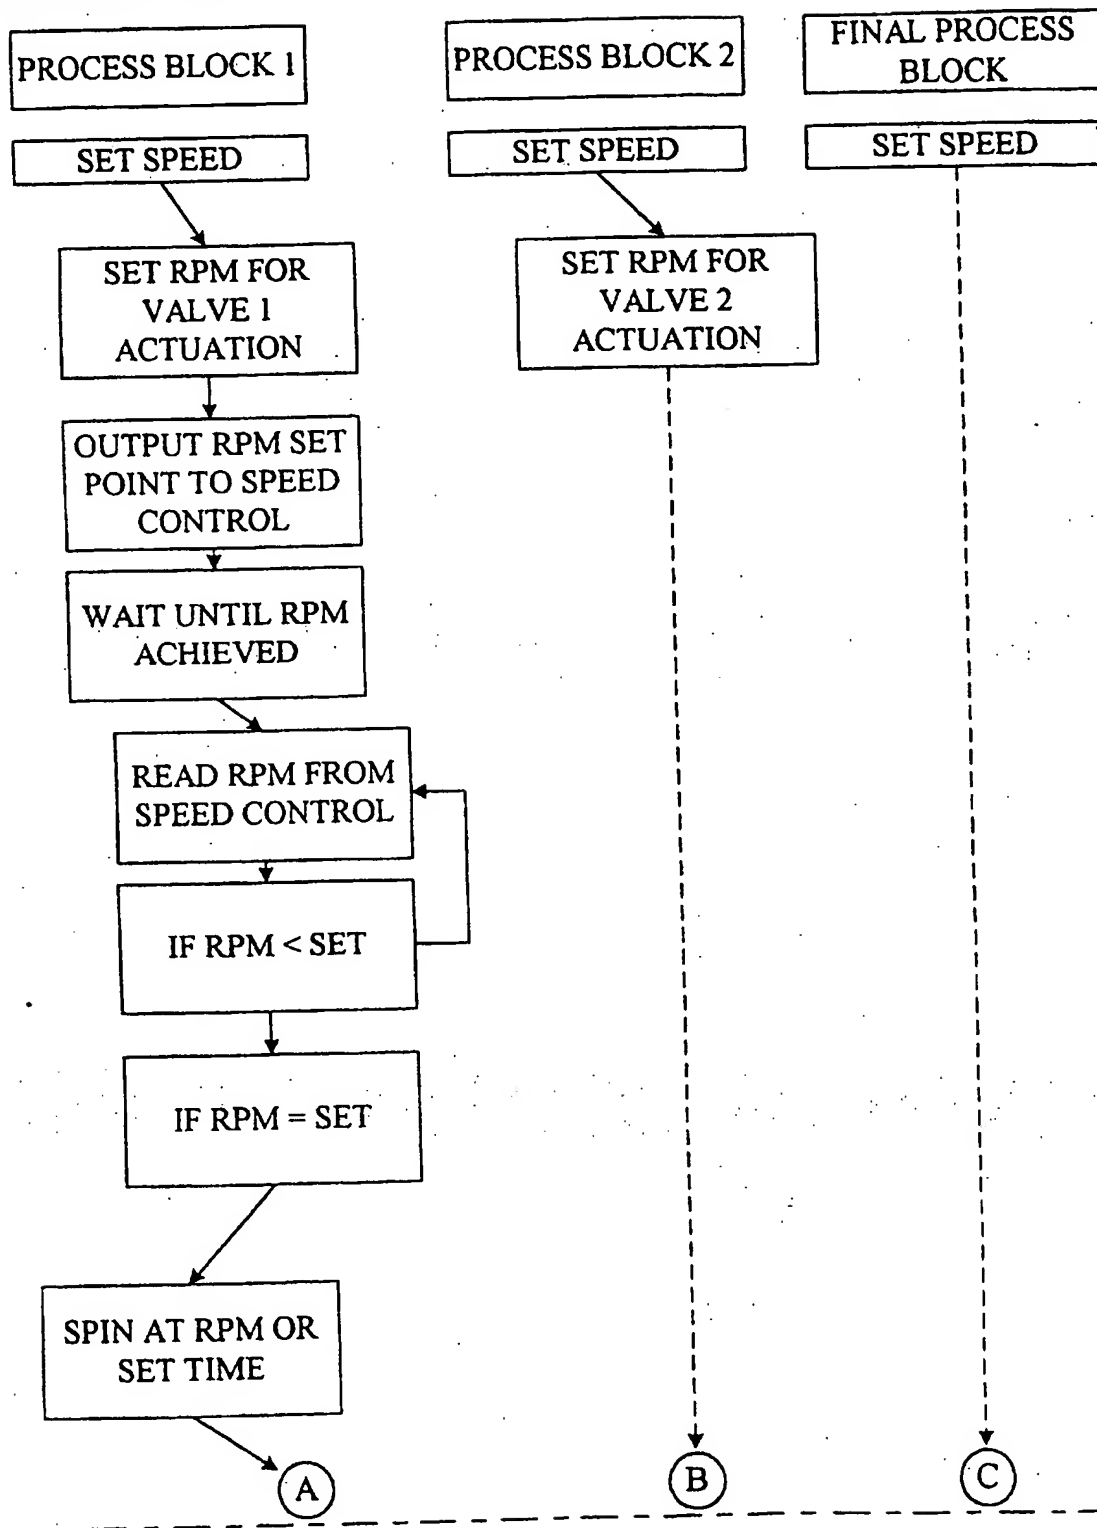 PROCESS BLOCK 1
SET SPEED
SET RPM FOR
VALVE 1
ACTUATION
OUTPUT RPM SET
POINT TO SPEED
CONTROL
WAIT UNTIL RPM
ACHIEVED
READ RPM FROM
SPEED CONTROL
IF RPM < SET
IF RPM = SET
SPIN AT RPM OR
SET TIME
A
PROCESS BLOCK 2
SET SPEED
SET RPM FOR
VALVE 2
ACTUATION
B
FINAL PROCESS
BLOCK
SET SPEED
C